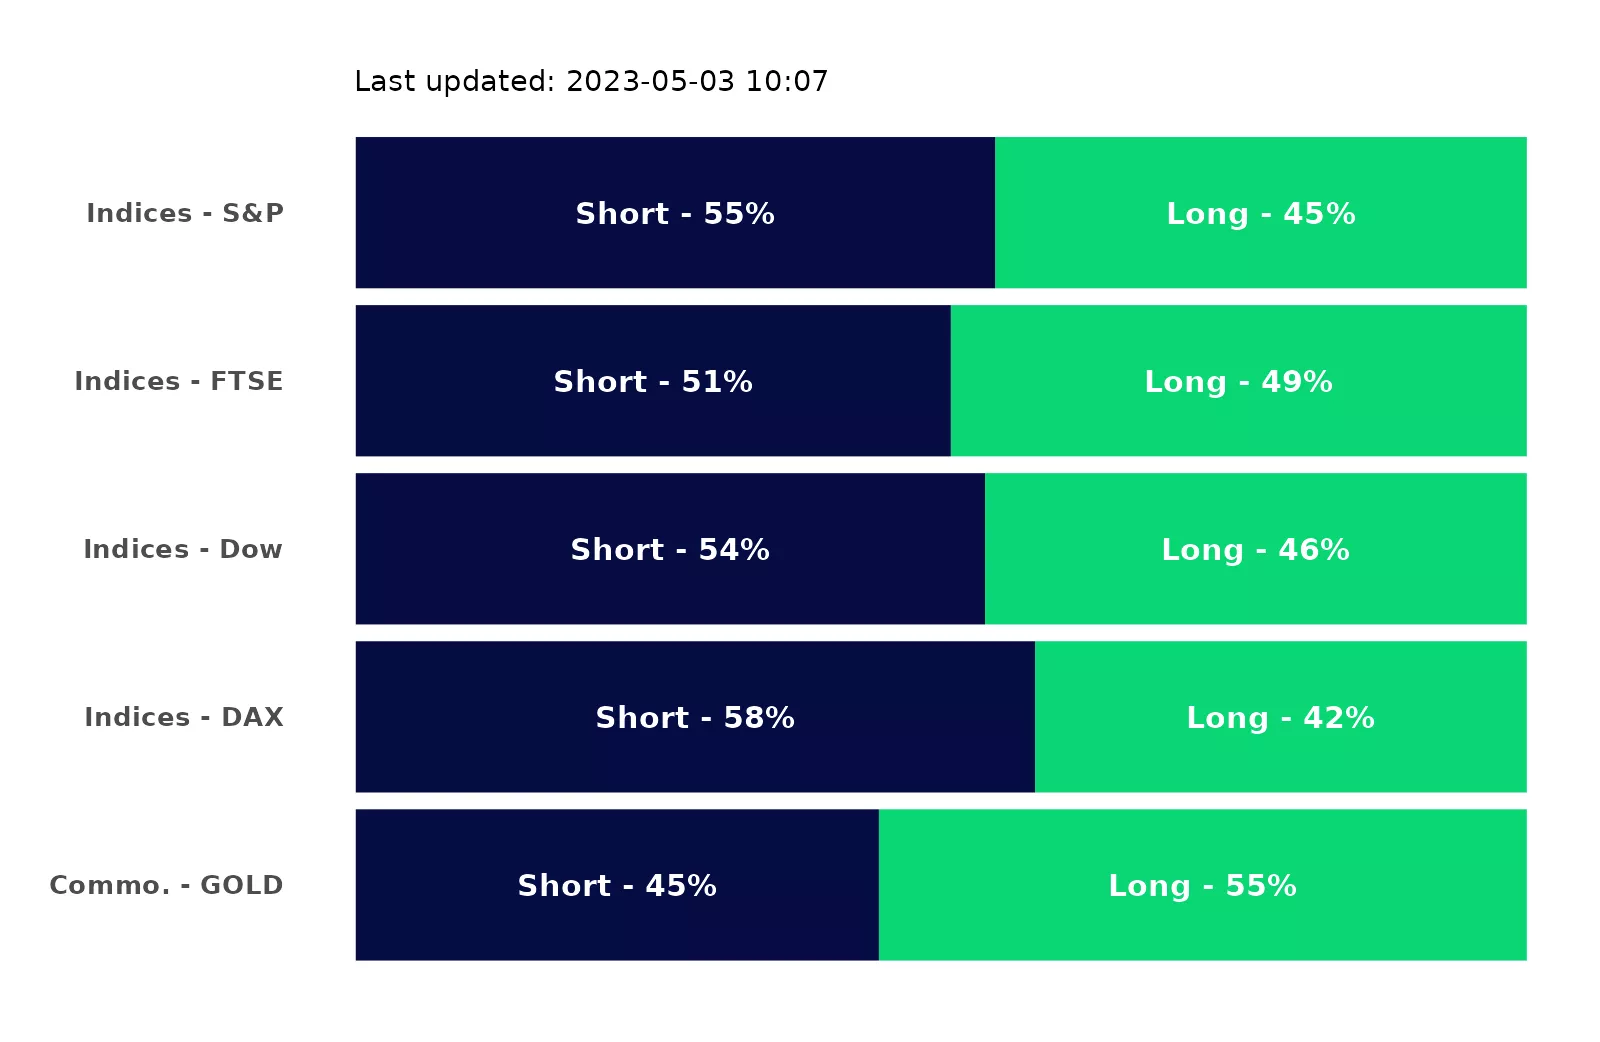 Last updated: 2023-05-03 10:07
Indices - S&P Short - 55% Long - 45%
Indices - FTSE Short - 51% Long - 49%
Indices - Dow Short - 54% Long - 46%
Indices - DAX Short - 58% Long - 42%
Commo. - GOLD Short - 45% Long - 55%